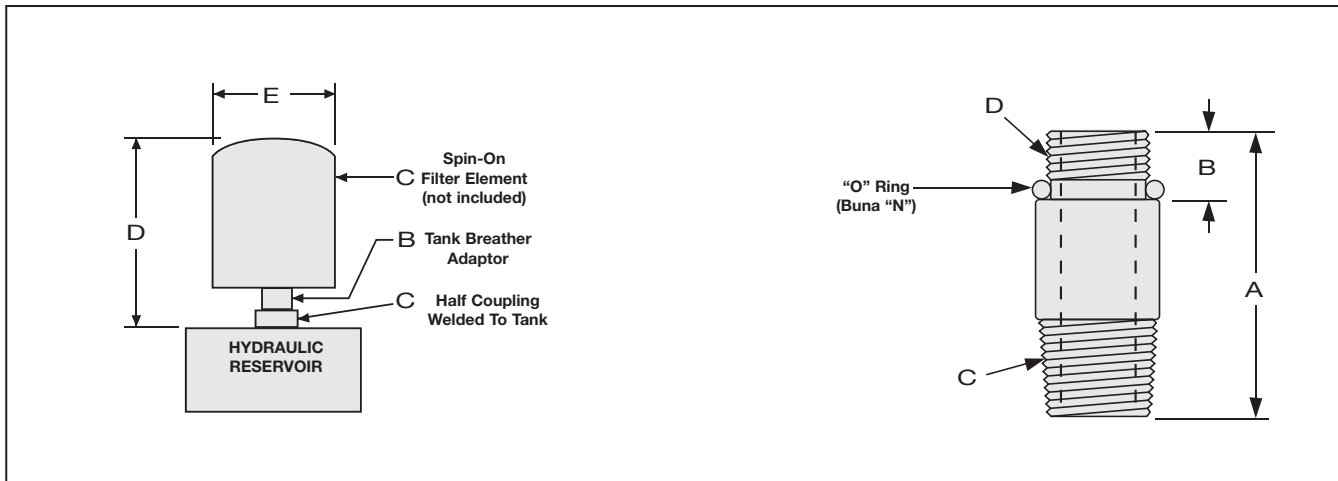 E
D
C Spin-On
Filter Element
(not included)
B Tank Breather
Adaptor
C Half Coupling
Welded To Tank
HYDRAULIC
RESERVOIR
D
B
“O” Ring
(Buna “N”)
A
C